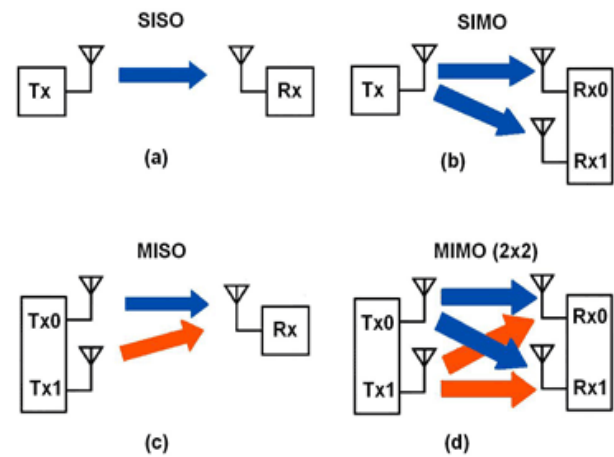 SISO
Tx
Rx
(a)
SIMO
Tx
Rx0
Rx1
(b)
MISO
Tx0
Tx1
Rx
(c)
MIMO (2x2)
Tx0
Tx1
Rx0
Rx1
(d)